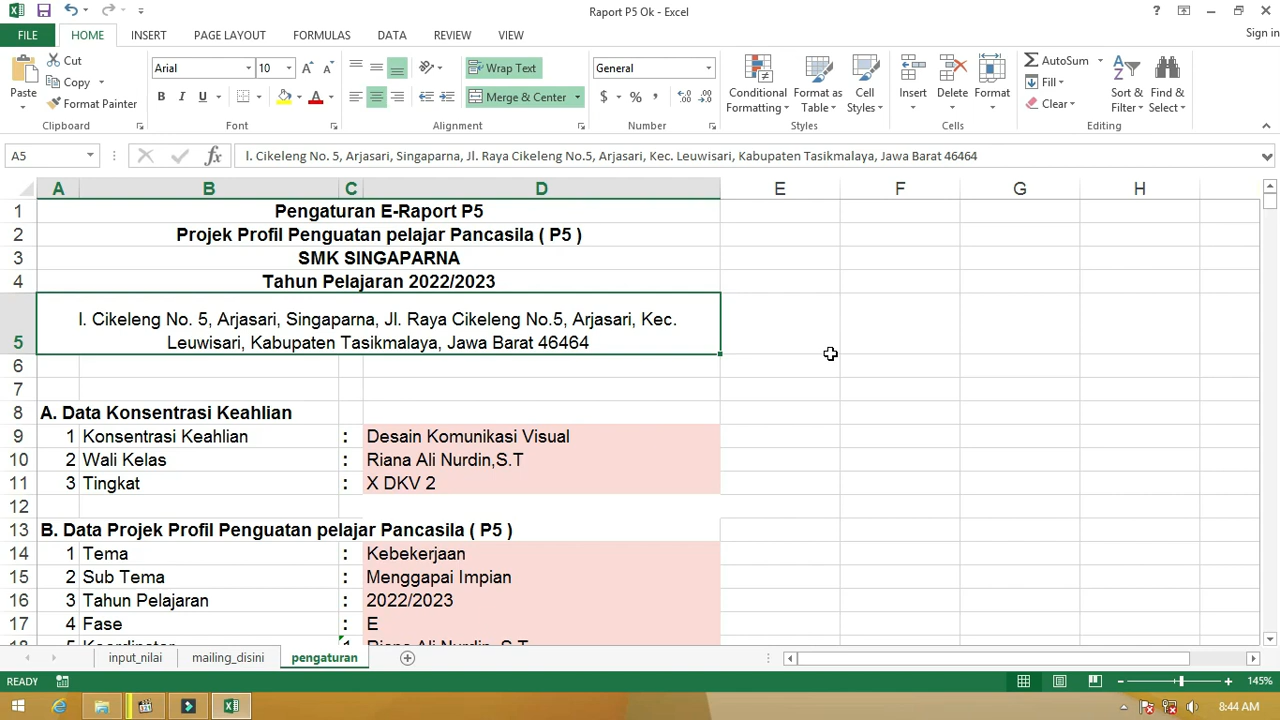 Raport P5 Ok - Excel
Sign in
FILE HOME INSERT PAGE LAYOUT FORMULAS DATA REVIEW VIEW
Cut
Copy
Format Painter
Paste
Arial 10
B I U
Wrap Text
Merge & Center
General
$ % ,
Conditional Formatting
Format as Table
Cell Styles
Insert
Delete
Format
AutoSum
Fill
Clear
Sort & Filter
Find & Select
Clipboard Font Alignment Number Styles Cells Editing
A5 fx l. Cikeleng No. 5, Arjasari, Singaparna, Jl. Raya Cikeleng No.5, Arjasari, Kec. Leuwisari, Kabupaten Tasikmalaya, Jawa Barat 46464
A B C D E F G H
1 Pengaturan E-Raport P5
2 Projek Profil Penguatan pelajar Pancasila ( P5 )
3 SMK SINGAPARNA
4 Tahun Pelajaran 2022/2023
l. Cikeleng No. 5, Arjasari, Singaparna, Jl. Raya Cikeleng No.5, Arjasari, Kec.
5 Leuwisari, Kabupaten Tasikmalaya, Jawa Barat 46464
6
7
8 A. Data Konsentrasi Keahlian
9 1 Konsentrasi Keahlian : Desain Komunikasi Visual
10 2 Wali Kelas : Riana Ali Nurdin,S.T
11 3 Tingkat : X DKV 2
12
13 B. Data Projek Profil Penguatan pelajar Pancasila ( P5 )
14 1 Tema : Kebekerjaan
15 2 Sub Tema : Menggapai Impian
16 3 Tahun Pelajaran : 2022/2023
17 4 Fase : E
18 5 Koordinator Riana Ali Nurdin, S.T
input_nilai mailing_disini pengaturan
READY 145%
8:44 AM